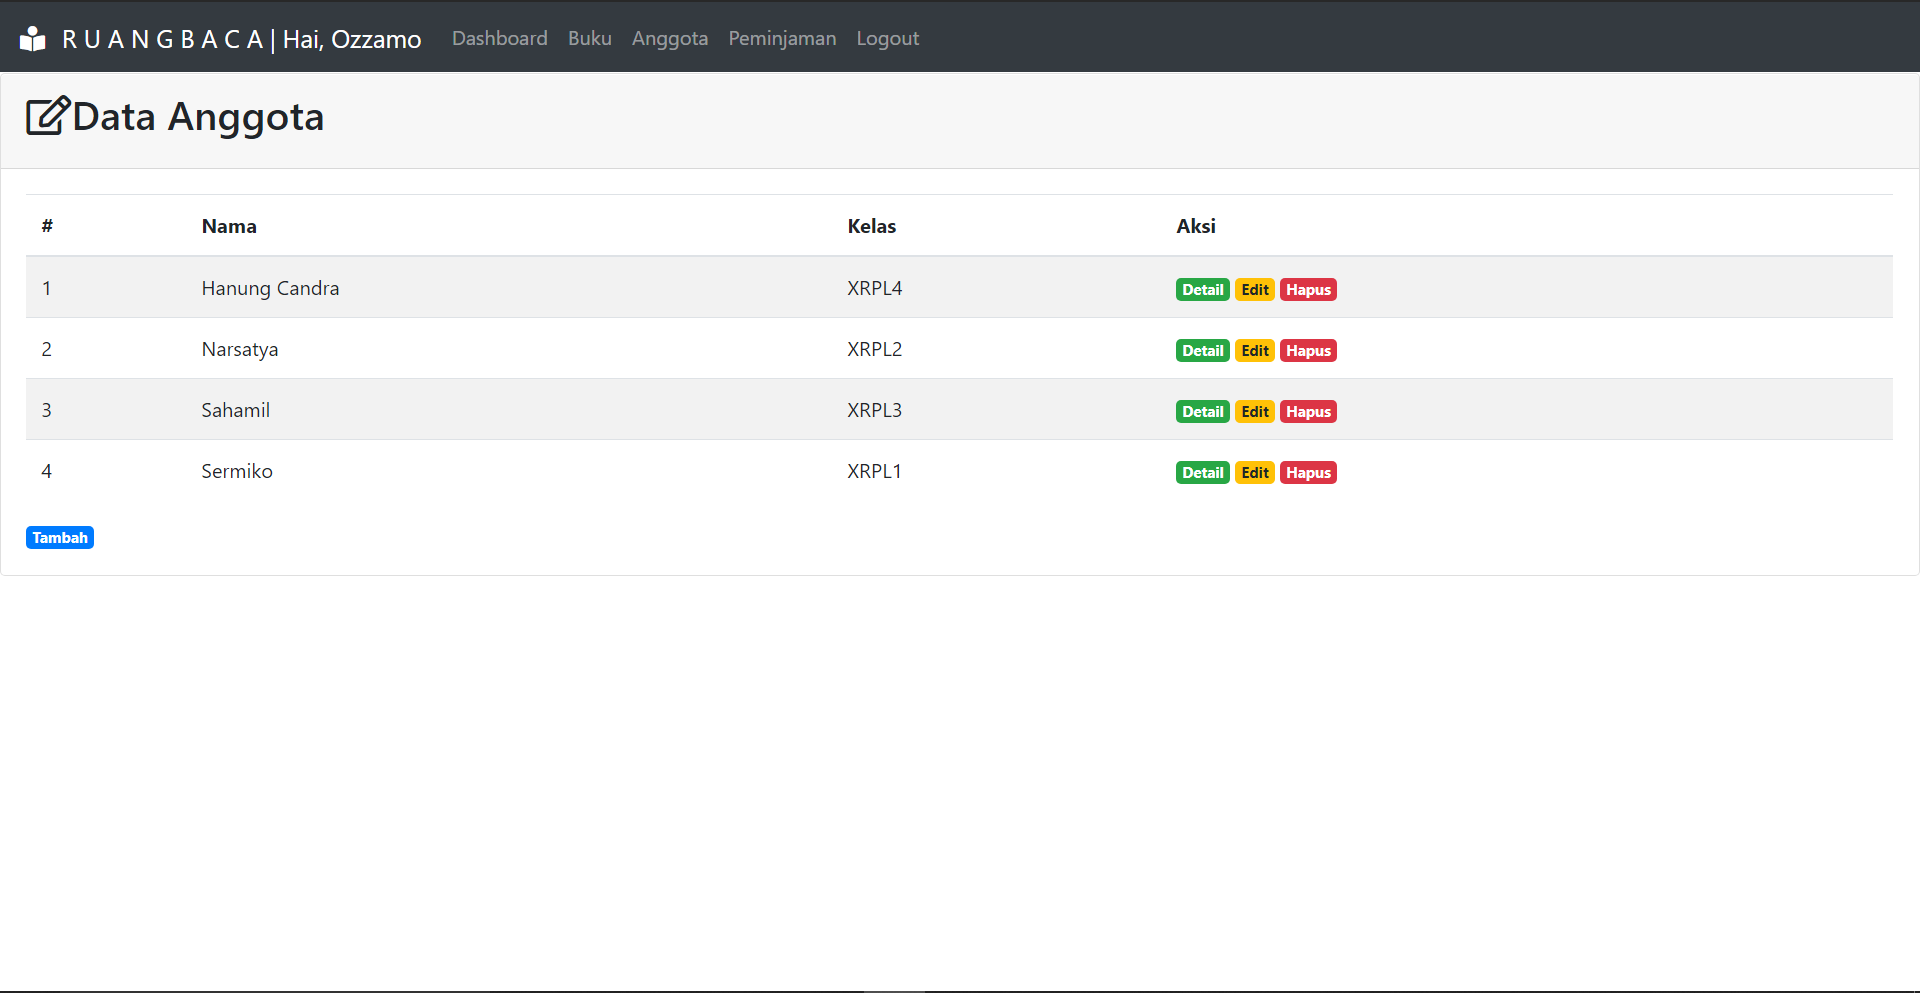 R U A N G B A C A | Hai, Ozzamo Dashboard Buku Anggota Peminjaman Logout
Data Anggota
# Nama Kelas Aksi
1 Hanung Candra XRPL4 Detail Edit Hapus
2 Narsatya XRPL2 Detail Edit Hapus
3 Sahamil XRPL3 Detail Edit Hapus
4 Sermiko XRPL1 Detail Edit Hapus
Tambah